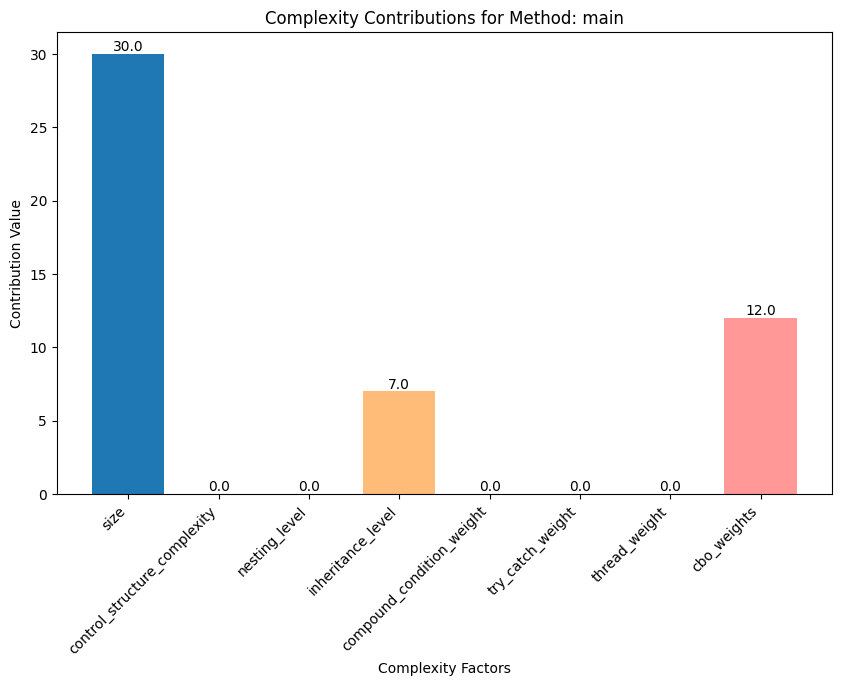 Complexity Contributions for Method: main
Contribution Value
30
25
20
15
10
5
0
30.0
0.0
0.0
7.0
0.0
0.0
0.0
12.0
size
control_structure_complexity
nesting_level
inheritance_level
compound_condition_weight
try_catch_weight
thread_weight
cbo_weights
Complexity Factors